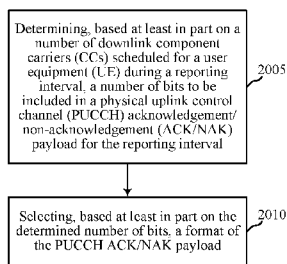 Determining, based at least in part on a
number of downlink component
carriers (CCs) scheduled for a user
equipment (UE) during a reporting
interval, a number of bits to be
included in a physical uplink control
channel (PUCCH) acknowledgement/
non-acknowledgement (ACK/NAK)
payload for the reporting interval
2005
Selecting, based at least in part on the
determined number of bits, a format of
the PUCCH ACK/NAK payload
2010